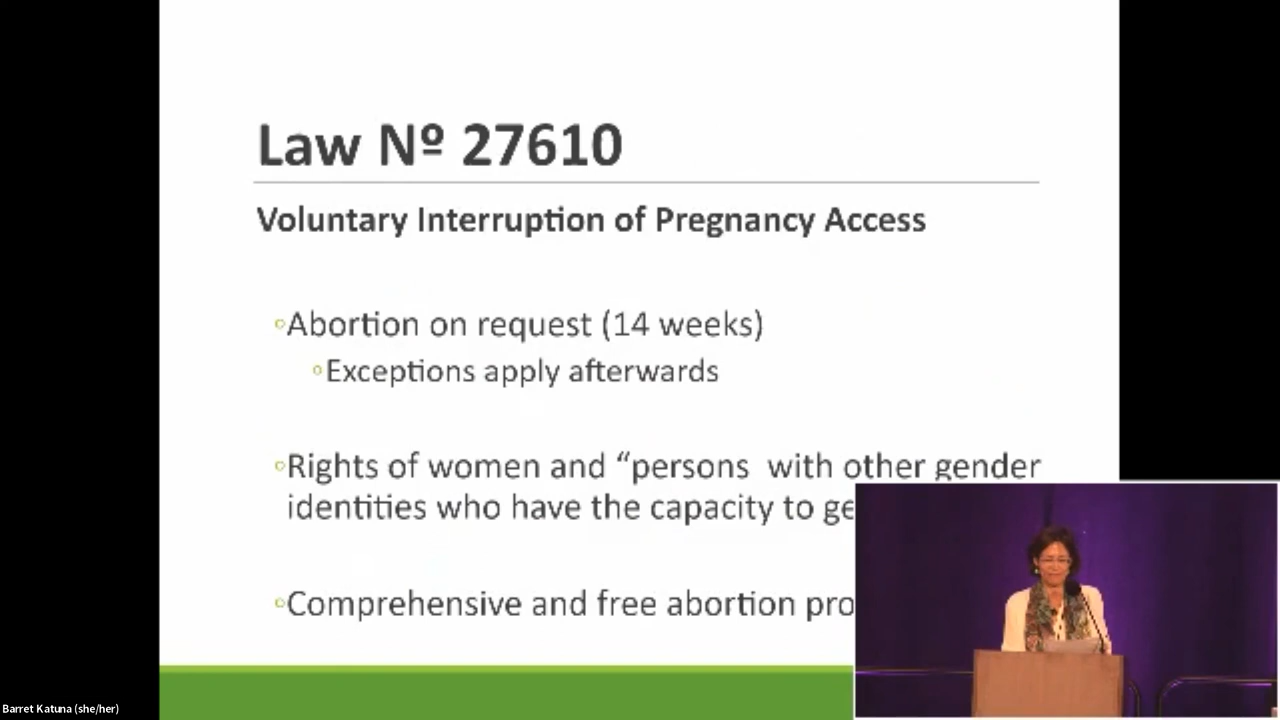 Law Nº 27610
Voluntary Interruption of Pregnancy Access
Abortion on request (14 weeks)
Exceptions apply afterwards
Rights of women and “persons with other gender
identities who have the capacity to
Comprehensive and free abortion
Barret Katuna (she/her)